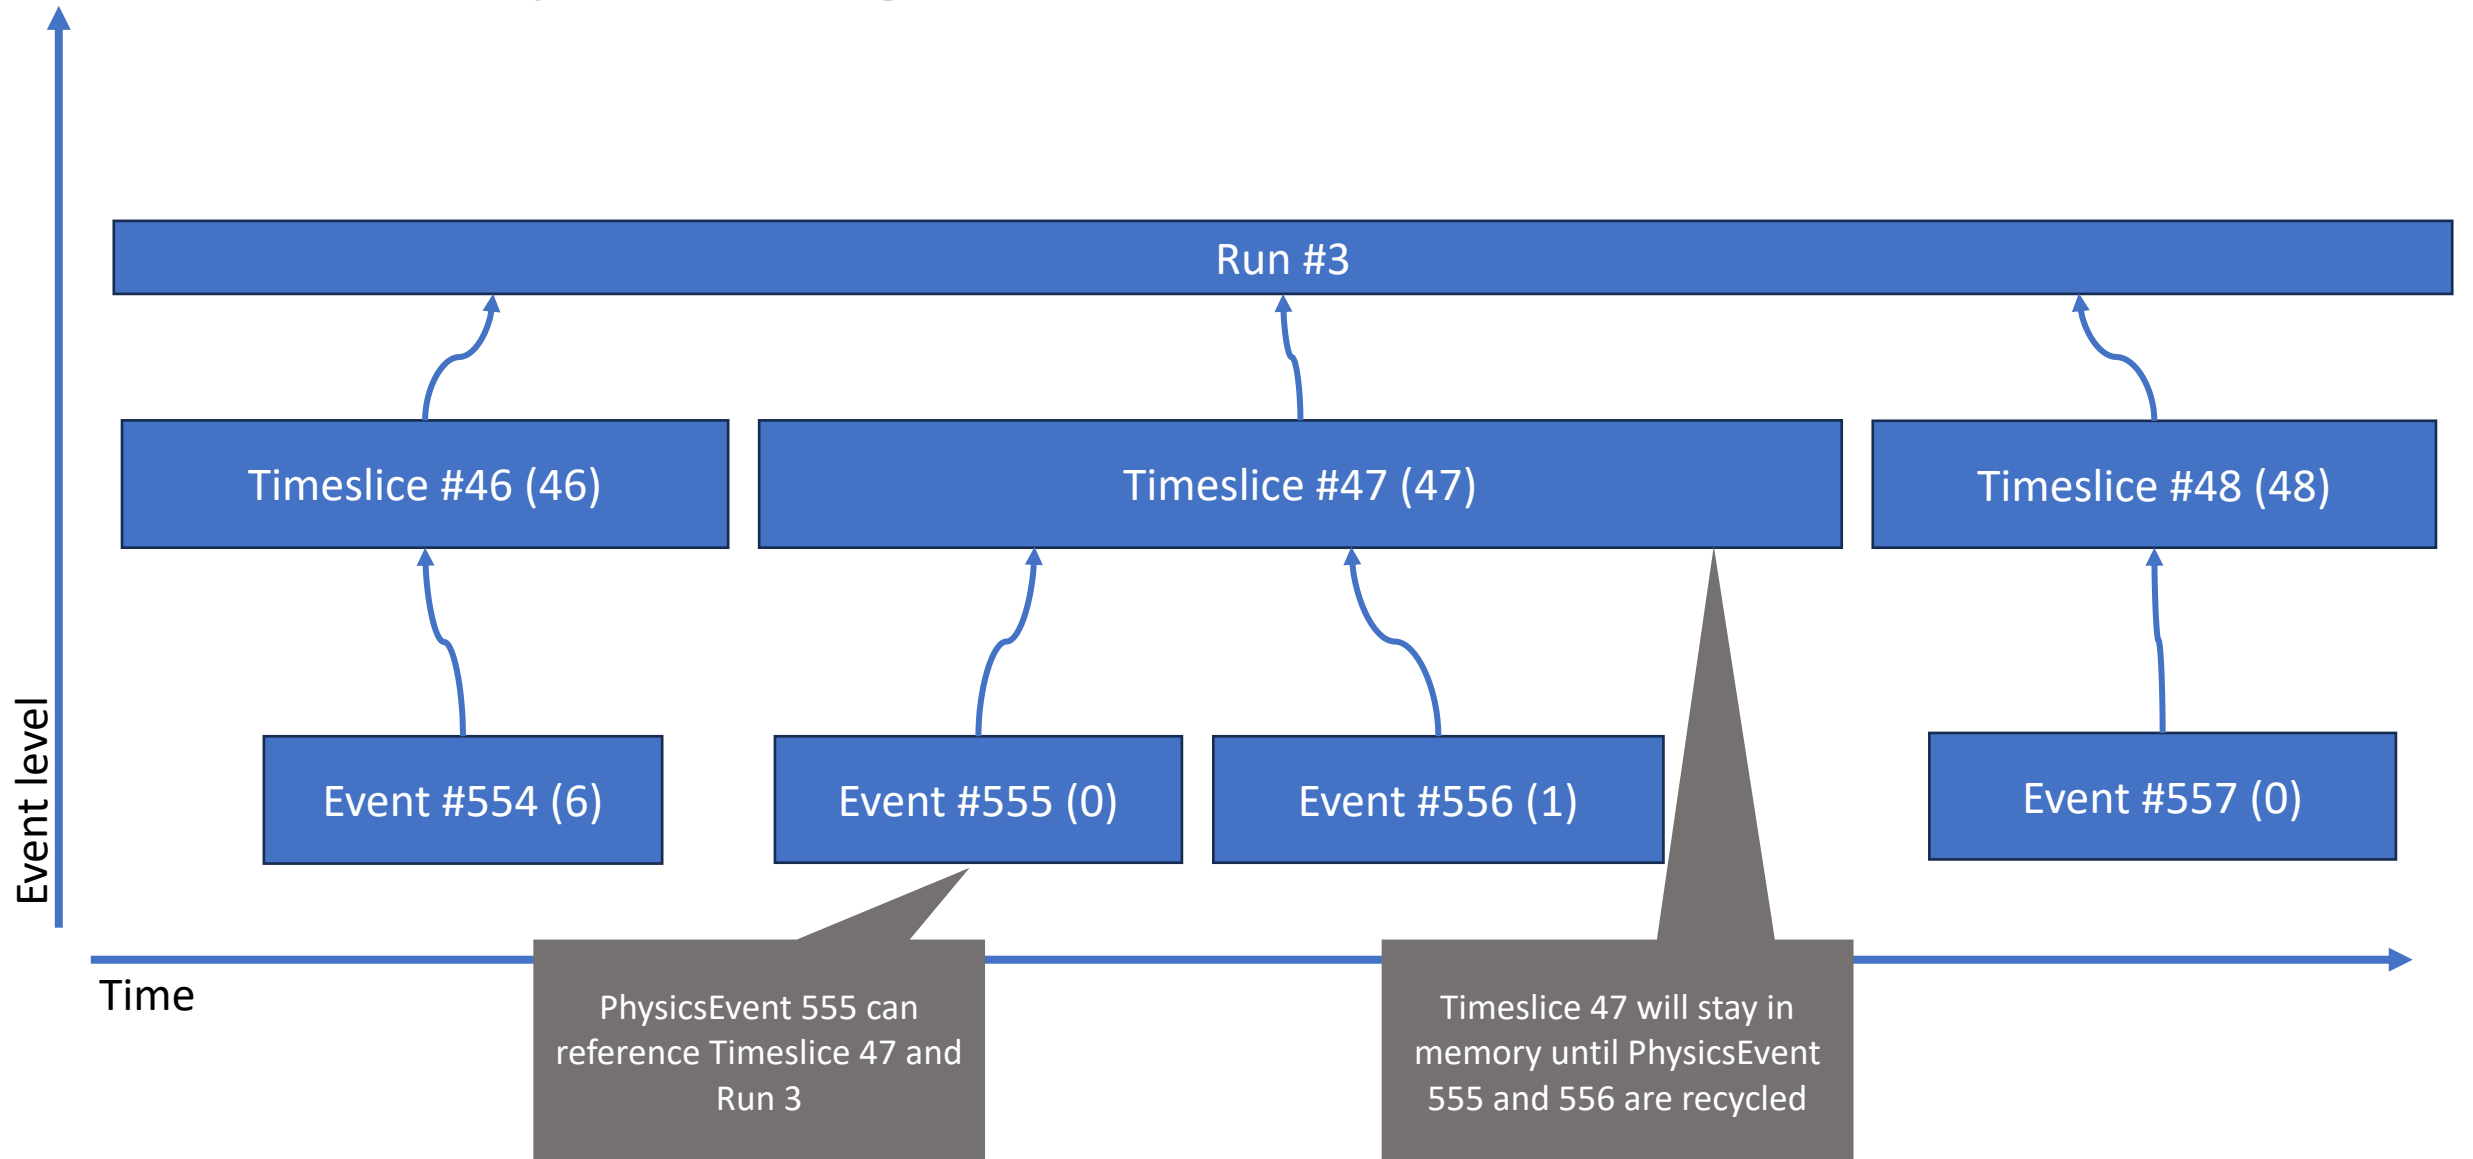 Run #3
Timeslice #46 (46)
Timeslice #47 (47)
Timeslice #48 (48)
Event #554 (6)
Event #555 (0)
Event #556 (1)
Event #557 (0)
Event level
Time
PhysicsEvent 555 can
reference Timeslice 47 and
Run 3
Timeslice 47 will stay in
memory until PhysicsEvent
555 and 556 are recycled